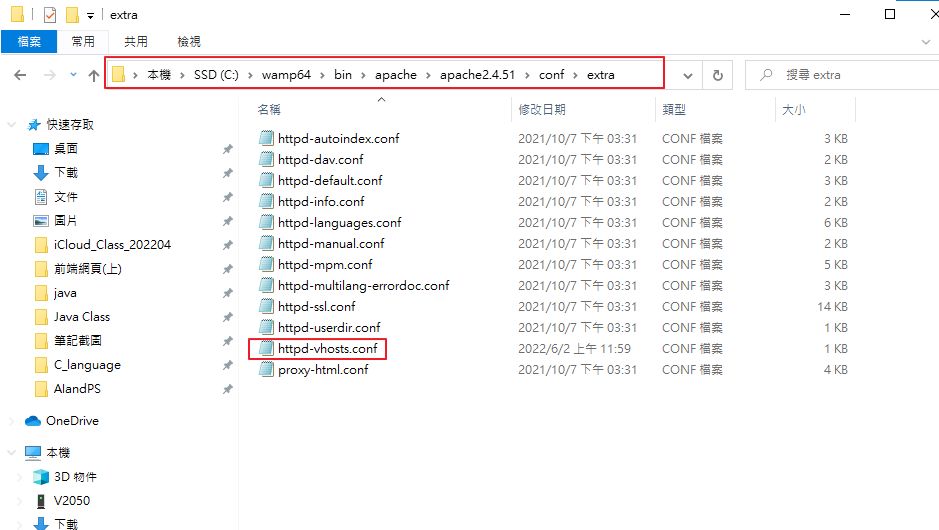 extra
檔案 常用 共用 檢視
本機 SSD (C:) wamp64 bin apache apache2.4.51 conf extra 搜尋 extra
名稱 修改日期 類型 大小
快速存取
桌面
下載
文件
圖片
iCloud_Class_202204
前端網頁(上)
java
Java Class
筆記截圖
C_language
AIandPS
OneDrive
本機
3D 物件
V2050
下載
httpd-autoindex.conf 2021/10/7 下午 03:31 CONF 檔案 3 KB
httpd-dav.conf 2021/10/7 下午 03:31 CONF 檔案 2 KB
httpd-default.conf 2021/10/7 下午 03:31 CONF 檔案 3 KB
httpd-info.conf 2021/10/7 下午 03:31 CONF 檔案 2 KB
httpd-languages.conf 2021/10/7 下午 03:31 CONF 檔案 6 KB
httpd-manual.conf 2021/10/7 下午 03:31 CONF 檔案 2 KB
httpd-mpm.conf 2021/10/7 下午 03:31 CONF 檔案 5 KB
httpd-multilang-errordoc.conf 2021/10/7 下午 03:31 CONF 檔案 3 KB
httpd-ssl.conf 2021/10/7 下午 03:31 CONF 檔案 14 KB
httpd-userdir.conf 2021/10/7 下午 03:31 CONF 檔案 1 KB
httpd-vhosts.conf 2022/6/2 上午 11:59 CONF 檔案 1 KB
proxy-html.conf 2021/10/7 下午 03:31 CONF 檔案 4 KB